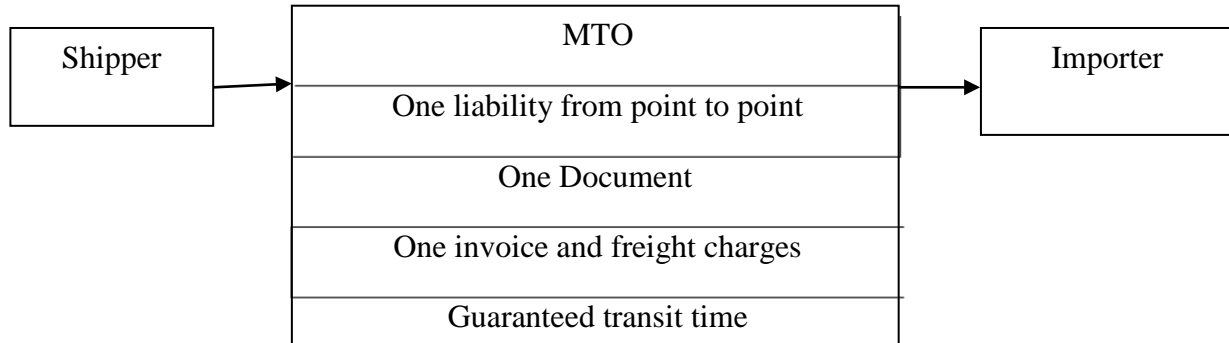 Shipper
MTO
One liability from point to point
One Document
One invoice and freight charges
Guaranteed transit time
Importer